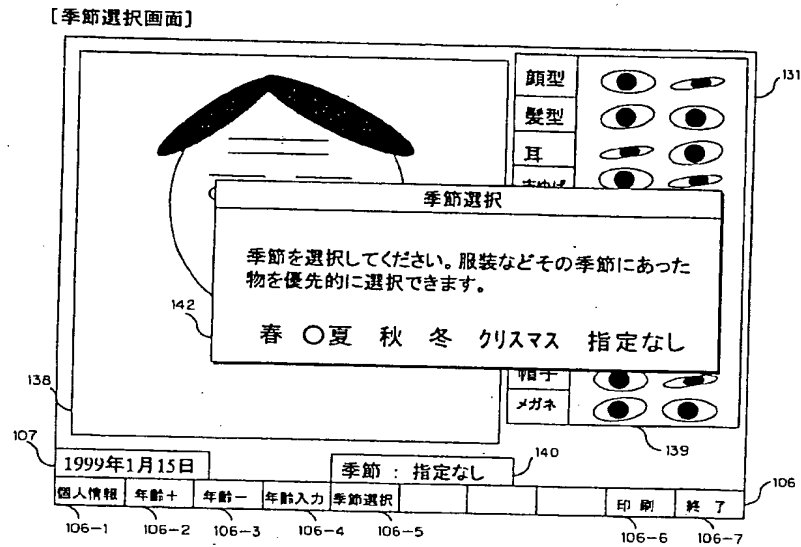 [季節選択画面]
131
顔型
髪型
耳
季節選択
季節を選択してください。服装などその季節にあった
物を優先的に選択できます。
142
春 ○夏 秋 冬 クリスマス 指定なし
138
帽子
メガネ
139
107
1999年1月15日
季節 : 指定なし
140
106
個人情報 年齢+ 年齢ー 年齢入力 季節選択 印刷 終了
106-1 106-2 106-3 106-4 106-5 106-6 106-7